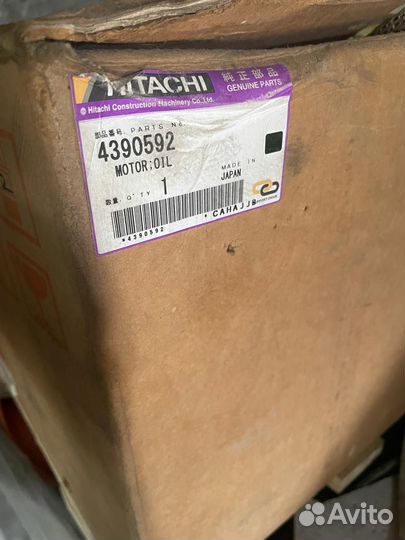 HITACHI
純正部品
GENUINE PARTS
© Hitachi Construction Machinery Co., Ltd.
部品番号, PARTS No.
4390592
MOTOR;OIL
数量 Q'TY 1
MADE IN
JAPAN
*4390592
* CAHAJJB
Avito